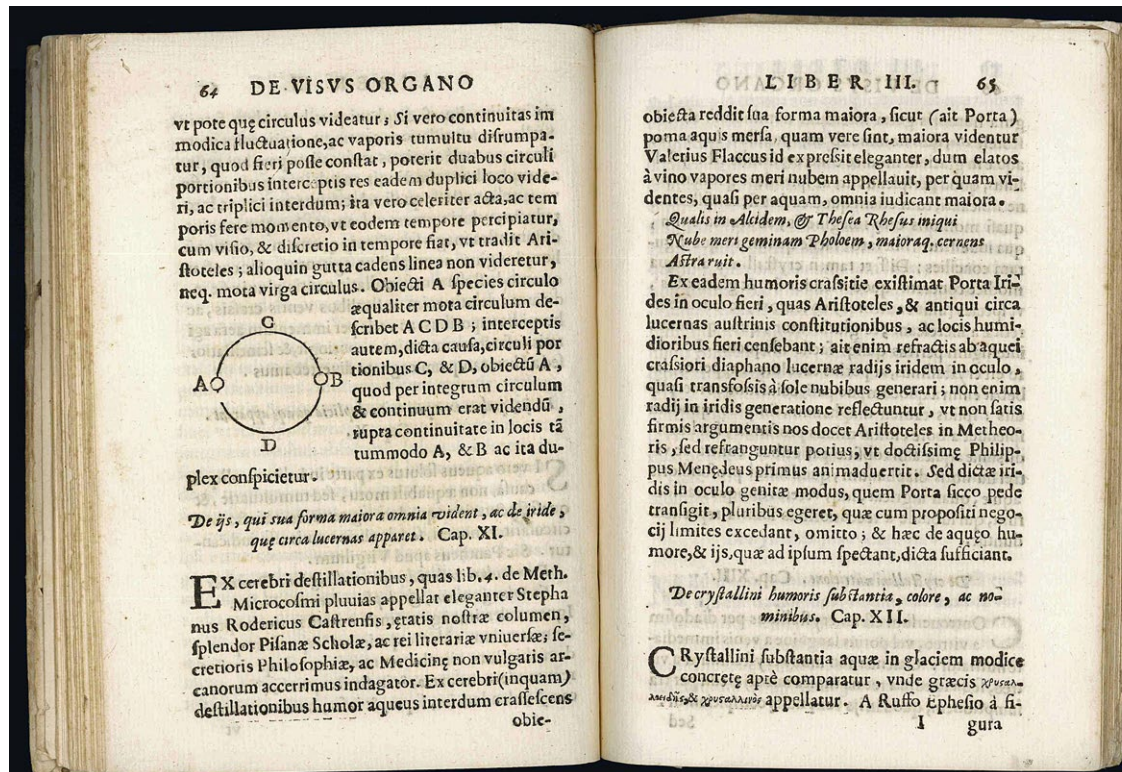 64 DE VISVS ORGANO
vt pote quę circulus videatur; Si vero continuitas im
modica fluctuatione, ac vaporis tumultu disrumpa-
tur, quod fieri posse constat, poterit duabus circuli
portionibus interceptis res eadem duplici loco vide-
ri, ac triplici interdum; ita vero celeriter acta, ac tem
poris fere momento, vt eodem tempore percipiatur,
cum visio, & discretio in tempore fiat, vt tradit Ari-
stoteles; alioquin gutta cadens linea non videretur,
neq. mota virga circulus. Obiecti A species circulo
æqualiter mota circulum de-
scribet A C D B; interceptis
autem, dicta causa, circuli por
tionibus C, & D, obiectũ A,
quod per integrum circulum
& continuum erat videndũ,
rupta continuitate in locis tã
tummodo A, & B ac ita du-
plex conspicietur.
C
A
B
D
De ijs, qui sua forma maiora omnia vident, ac de iride,
quę circa lucernas apparet. Cap. XI.
EX cerebri destillationibus, quas lib. 4. de Meth.
Microcosmi pluuias appellat eleganter Stepha
nus Rodericus Castrensis, ętatis nostræ columen,
splendor Pisanæ Scholæ, ac rei literariæ vniuersæ; se-
cretioris Philosophiæ, ac Medicinę non vulgaris ar-
canorum accerrimus indagator. Ex cerebri (inquam)
destillationibus humor aqueus interdum crassescens
obie-
LIBER III. 65
obiecta reddit sua forma maiora, sicut (ait Porta)
poma aquis mersa, quam vere sint, maiora videntur
Valerius Flaccus id expressit eleganter, dum elatos
à vino vapores meri nubem appellauit, per quam vi-
dentes, quasi per aquam, omnia iudicant maiora.
Qualis in Alcidem, & Thesea Rhesus iniqui
Nube meri geminam Pholoem, maioraq. cernens
Astra ruit.
Ex eadem humoris crassitie existimat Porta Iri-
des in oculo fieri, quas Aristoteles, & antiqui circa
lucernas austrinis constitutionibus, ac locis humi-
dioribus fieri censebant; ait enim refractis ab aquei
crassiori diaphano lucernæ radijs iridem in oculo,
quasi transfossis à sole nubibus generari; non enim
radij in iridis generatione reflectuntur, vt non satis
firmis argumentis nos docet Aristoteles in Metheo-
ris, sed refranguntur potius, vt doctissimę Philip-
pus Menędeus primus animaduertit. Sed dictæ iri-
dis in oculo genitæ modus, quem Porta sicco pede
transigit, pluribus egeret, quæ cum propositi nego-
cij limites excedant, omitto; & hæc de aquęo hu-
more, & ijs, quæ ad ipsum spectant, dicta sufficiant.
De crystallini humoris substantia, colore, ac no-
minibus. Cap. XII.
CRystallini substantia aquæ in glaciem modice
concretę aptè comparatur, vnde græcis
& appellatur. A Ruffo Ephesio à fi-
I gura